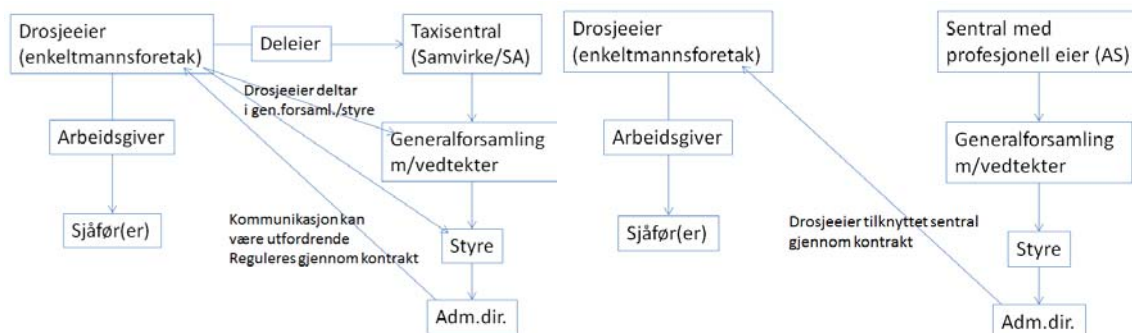 Drosjeeier
(enkeltmannsforetak)
Deleier
Taxisentral
(Samvirke/SA)
Drosjeeier deltar
i gen.forsaml./styre
Arbeidsgiver
Generalforsamling
m/vedtekter
Sjåfør(er)
Kommunikasjon kan
være utfordrende
Reguleres gjennom kontrakt
Styre
Adm.dir.
Drosjeeier
(enkeltmannsforetak)
Sentral med
profesjonell eier (AS)
Arbeidsgiver
Generalforsamling
m/vedtekter
Sjåfør(er)
Drosjeeier tilknyttet sentral
gjennom kontrakt
Styre
Adm.dir.